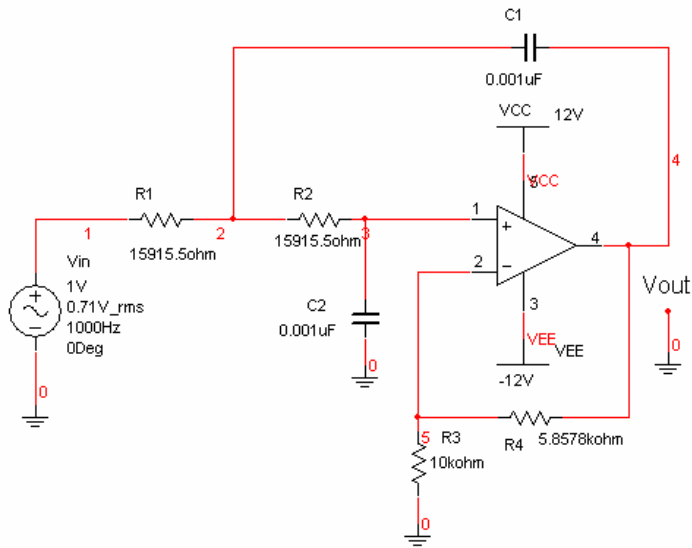 C1
0.001uF
VCC 12V
5
VCC
4
R1
R2
1
1
2
3
4
15915.5ohm
15915.5ohm
2
Vin
1V
0.71V_rms
1000Hz
0Deg
C2
0.001uF
3
Vout
VEE
VEE
-12V
0
0
0
5
R3
10kohm
R4
5.8578kohm
0